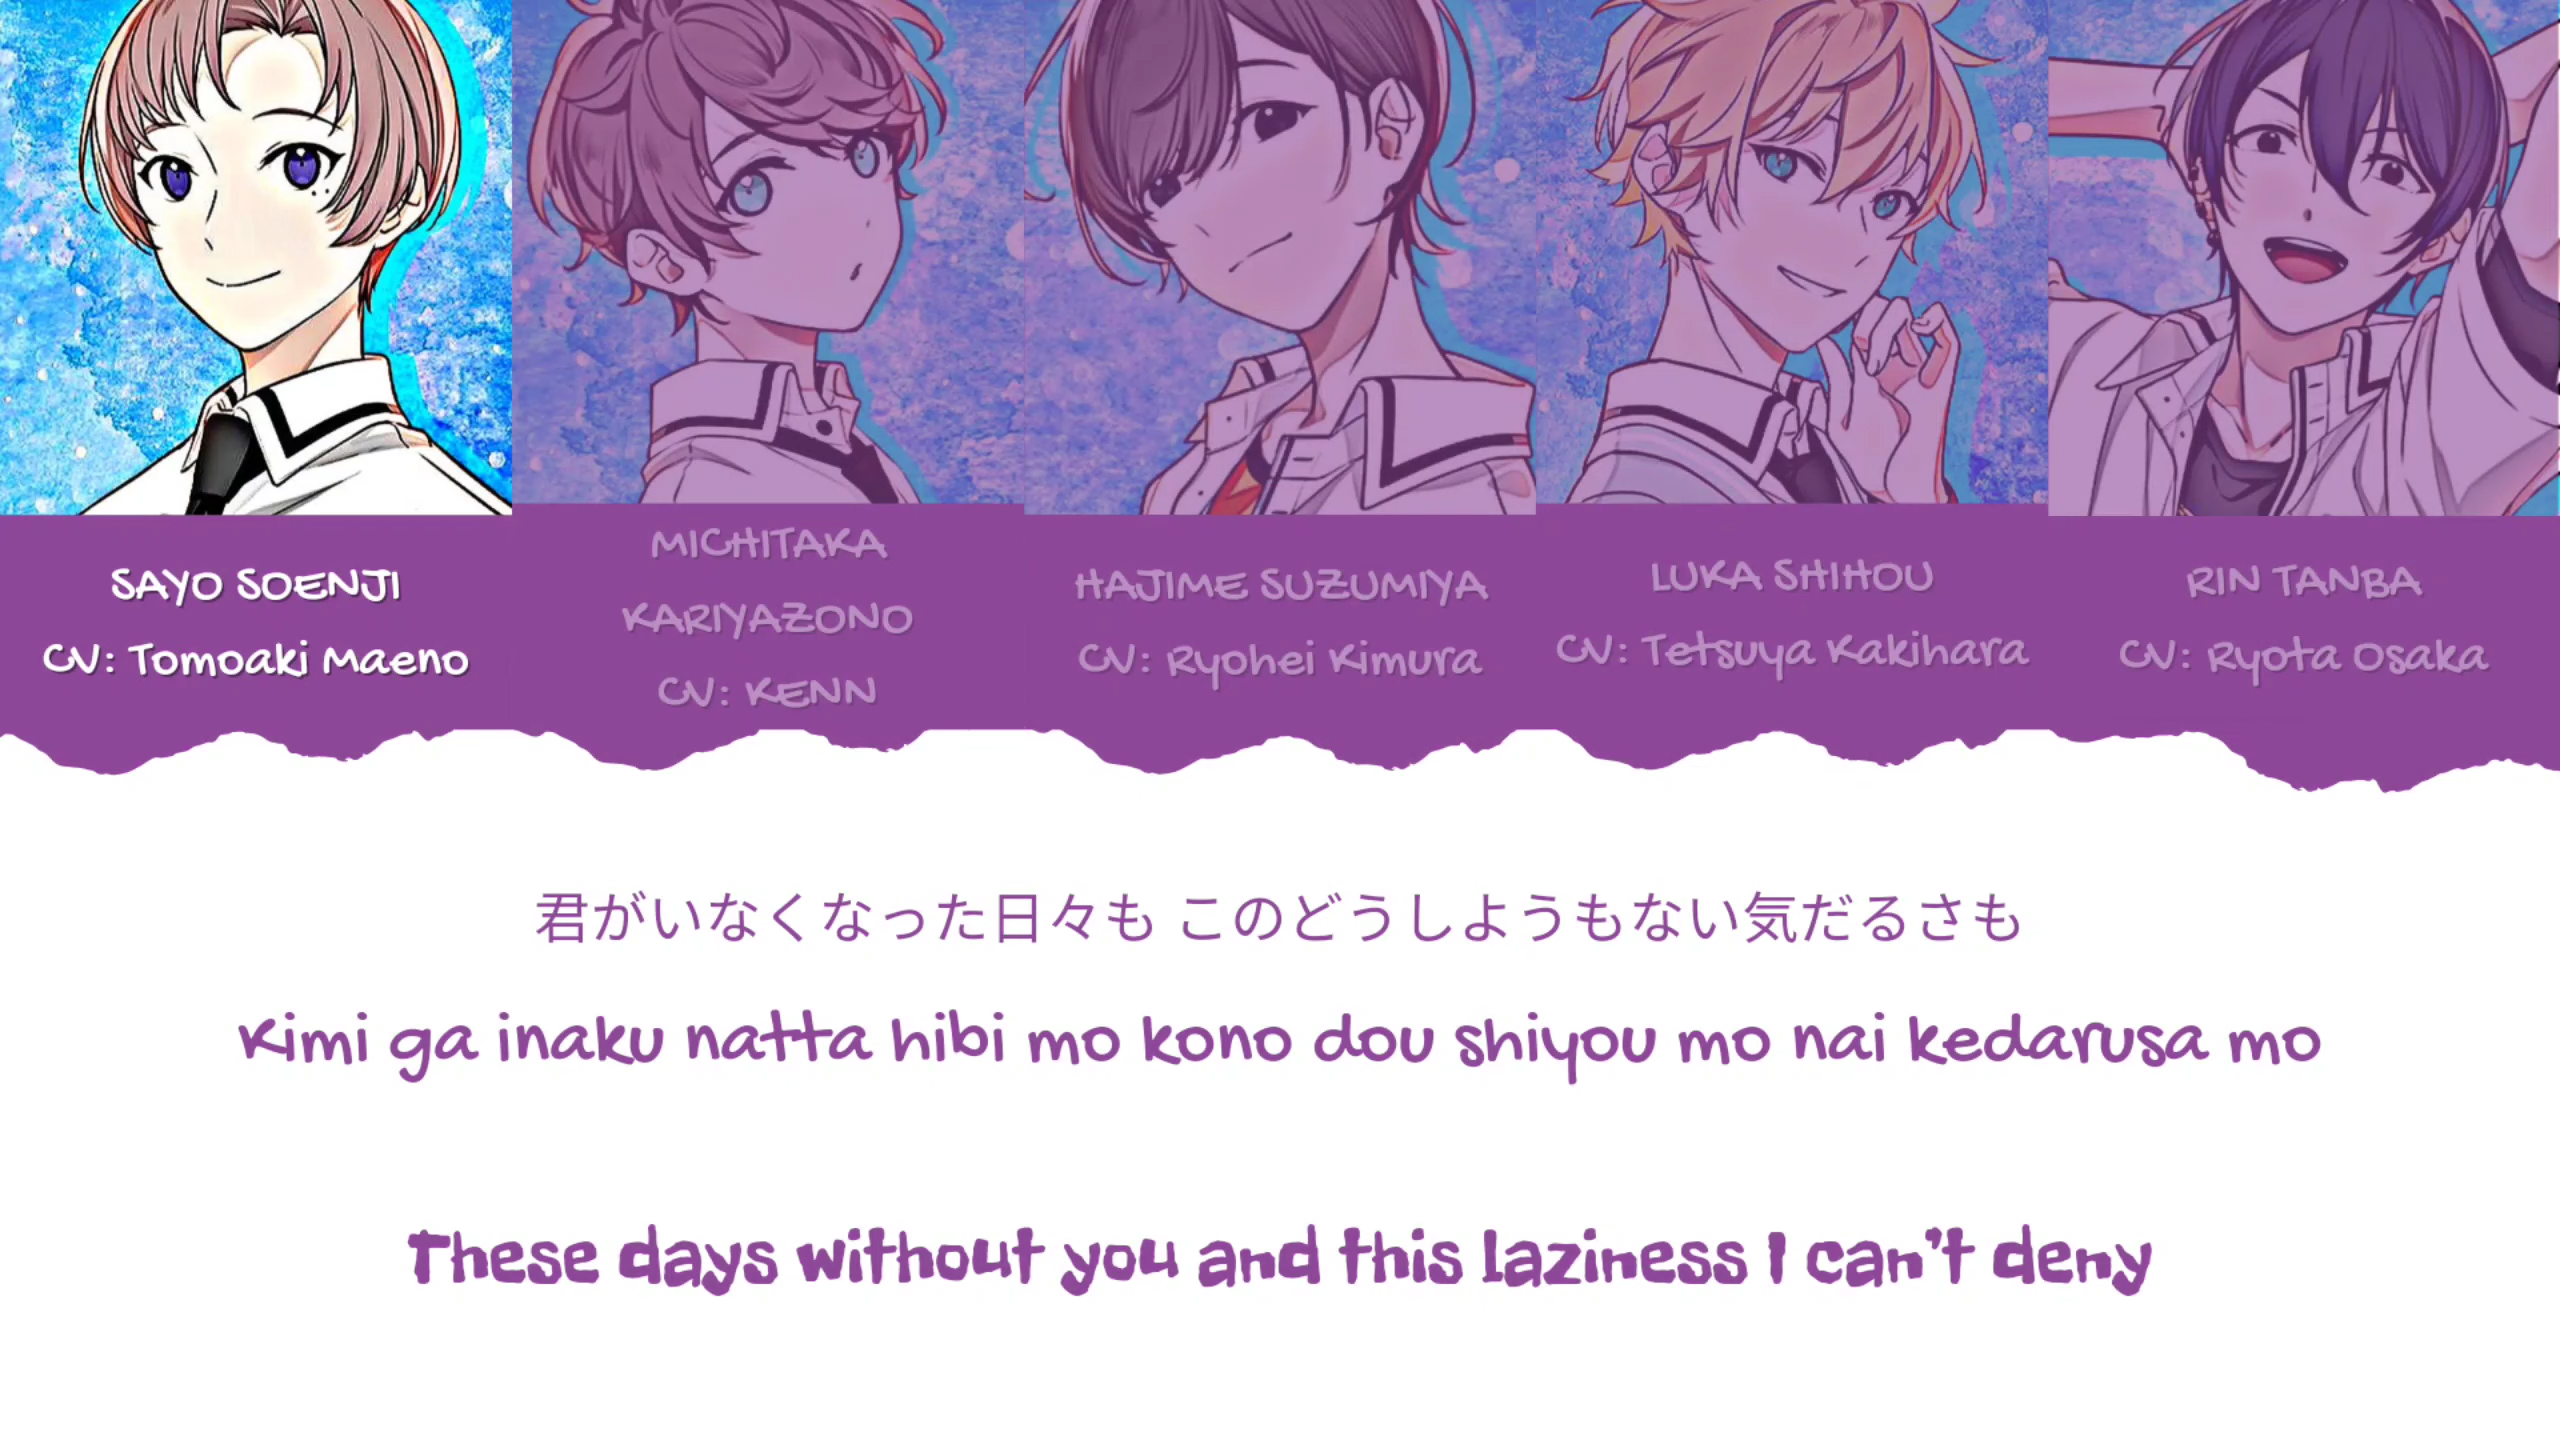 SAYO SOENJI
CV: Tomoaki Maeno
MICHITAKA
KARIYAZONO
CV: KENN
HAJIME SUZUMIYA
CV: Ryohei Kimura
LUKA SHIHOU
CV: Tetsuya Kakihara
RIN TANBA
CV: Ryota Osaka
君がいなくなった日々も このどうしようもない気だるさも
Kimi ga inaku natta hibi mo kono dou shiyou mo nai kedarusa mo
These days without you and this laziness I can't deny